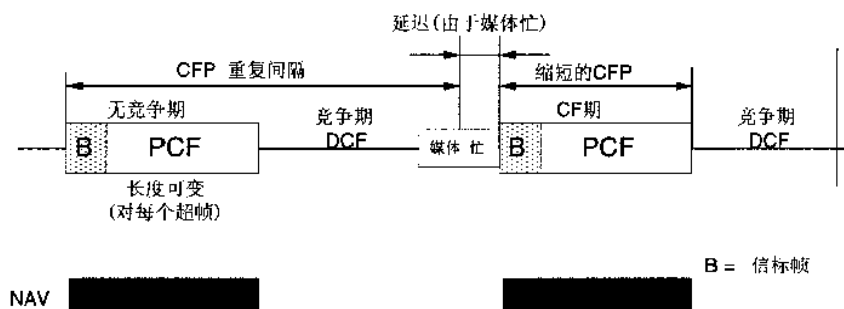 延迟(由于媒体忙)
CFP 重复间隔
缩短的CFP
无竞争期
竞争期
DCF
CF期
竞争期
DCF
B
PCF
媒体 忙
B
PCF
长度可变
(对每个超帧)
B = 信标帧
NAV